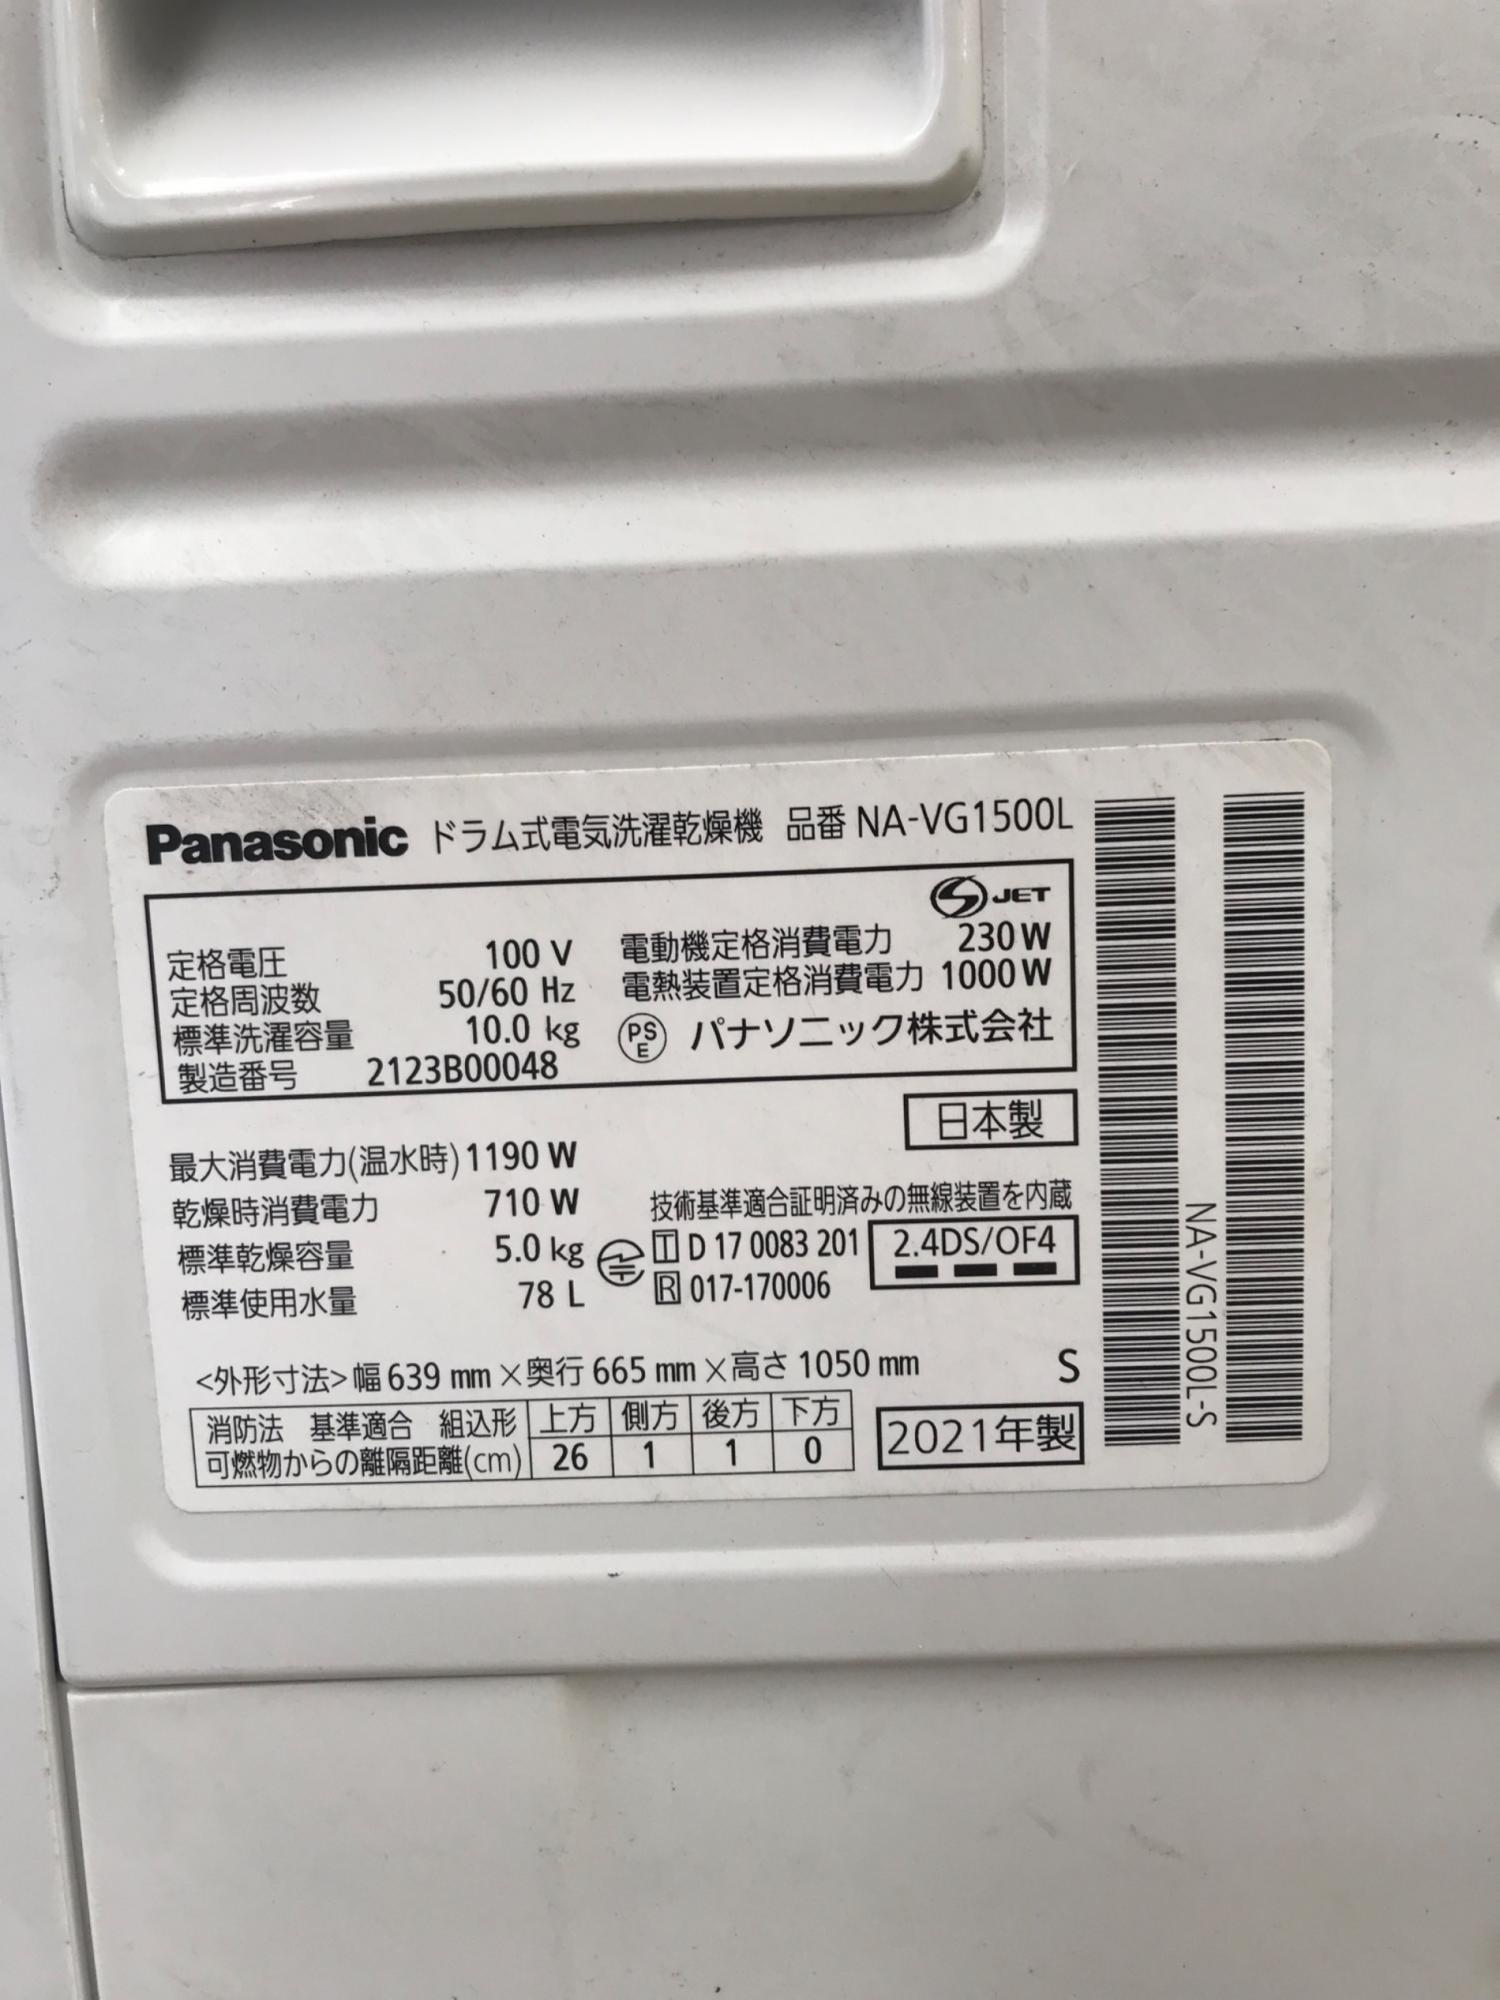 Panasonic ドラム式電気洗濯乾燥機 品番 NA-VG1500L
JET
定格電圧 100 V
定格周波数 50/60 Hz
標準洗濯容量 10.0 kg
製造番号 2123B00048
電動機定格消費電力 230 W
電熱装置定格消費電力 1000 W
PS E パナソニック株式会社
日本製
最大消費電力(温水時) 1190 W
乾燥時消費電力 710 W
標準乾燥容量 5.0 kg
標準使用水量 78 L
技術基準適合証明済みの無線装置を内蔵
T D 17 0083 201
R 017-170006
2.4DS/OF4
<外形寸法>幅 639 mm×奥行 665 mm×高さ 1050 mm
S
消防法 基準適合 組込形 上方 側方 後方 下方
可燃物からの離隔距離(cm) 26 1 1 0
2021年製
NA-VG1500L-S